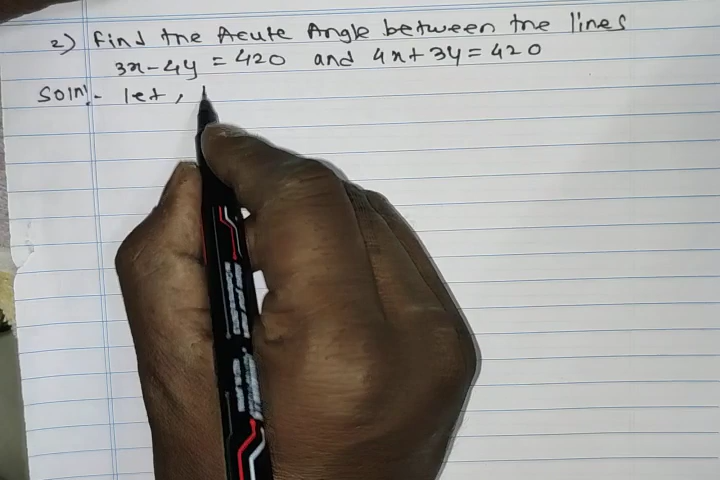 2) Find the Acute Angle between the lines
3x-4y = 420 and 4x+3y = 420
Soln:- let,